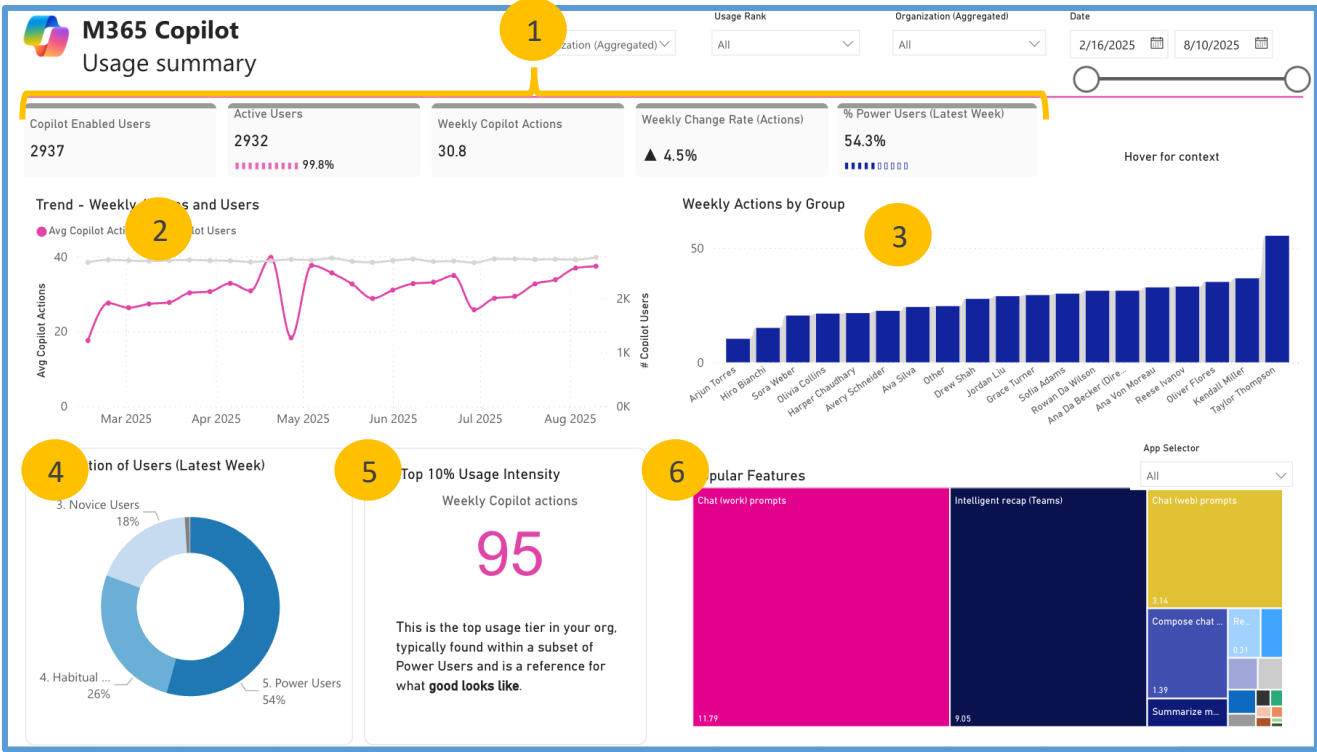 M365 Copilot
Usage summary
1
zation (Aggregated)
Usage Rank
All
Organization (Aggregated)
All
Date
2/16/2025
8/10/2025
Copilot Enabled Users
2937
Active Users
2932
99.8%
Weekly Copilot Actions
30.8
Weekly Change Rate (Actions)
▲ 4.5%
% Power Users (Latest Week)
54.3%
Hover for context
Trend - Weekly s and Users
2
Avg Copilot Acti lot Users
40
20
0
Avg Copilot Actions
2K
1K
0K
# Copilot Users
Mar 2025
Apr 2025
May 2025
Jun 2025
Jul 2025
Aug 2025
Weekly Actions by Group
3
50
0
Arjun Torres
Hiro Bianchi
Sora Weber
Olivia Collins
Harper Chaudhary
Avery Schneider
Ava Silva
Other
Drew Shah
Jordan Liu
Grace Turner
Sofia Adams
Rowan Da Wilson
Ana Da Becker (Dire...
Ana Von Moreau
Reese Ivanov
Oliver Flores
Kendall Miller
Taylor Thompson
4
tion of Users (Latest Week)
3. Novice Users
18%
4. Habitual ...
26%
5. Power Users
54%
5
Top 10% Usage Intensity
Weekly Copilot actions
95
This is the top usage tier in your org,
typically found within a subset of
Power Users and is a reference for
what good looks like.
6
pular Features
App Selector
All
Chat (work) prompts
11.79
Intelligent recap (Teams)
9.05
Chat (web) prompts
3.14
Compose chat ...
1.39
Re...
0.31
Summarize m...